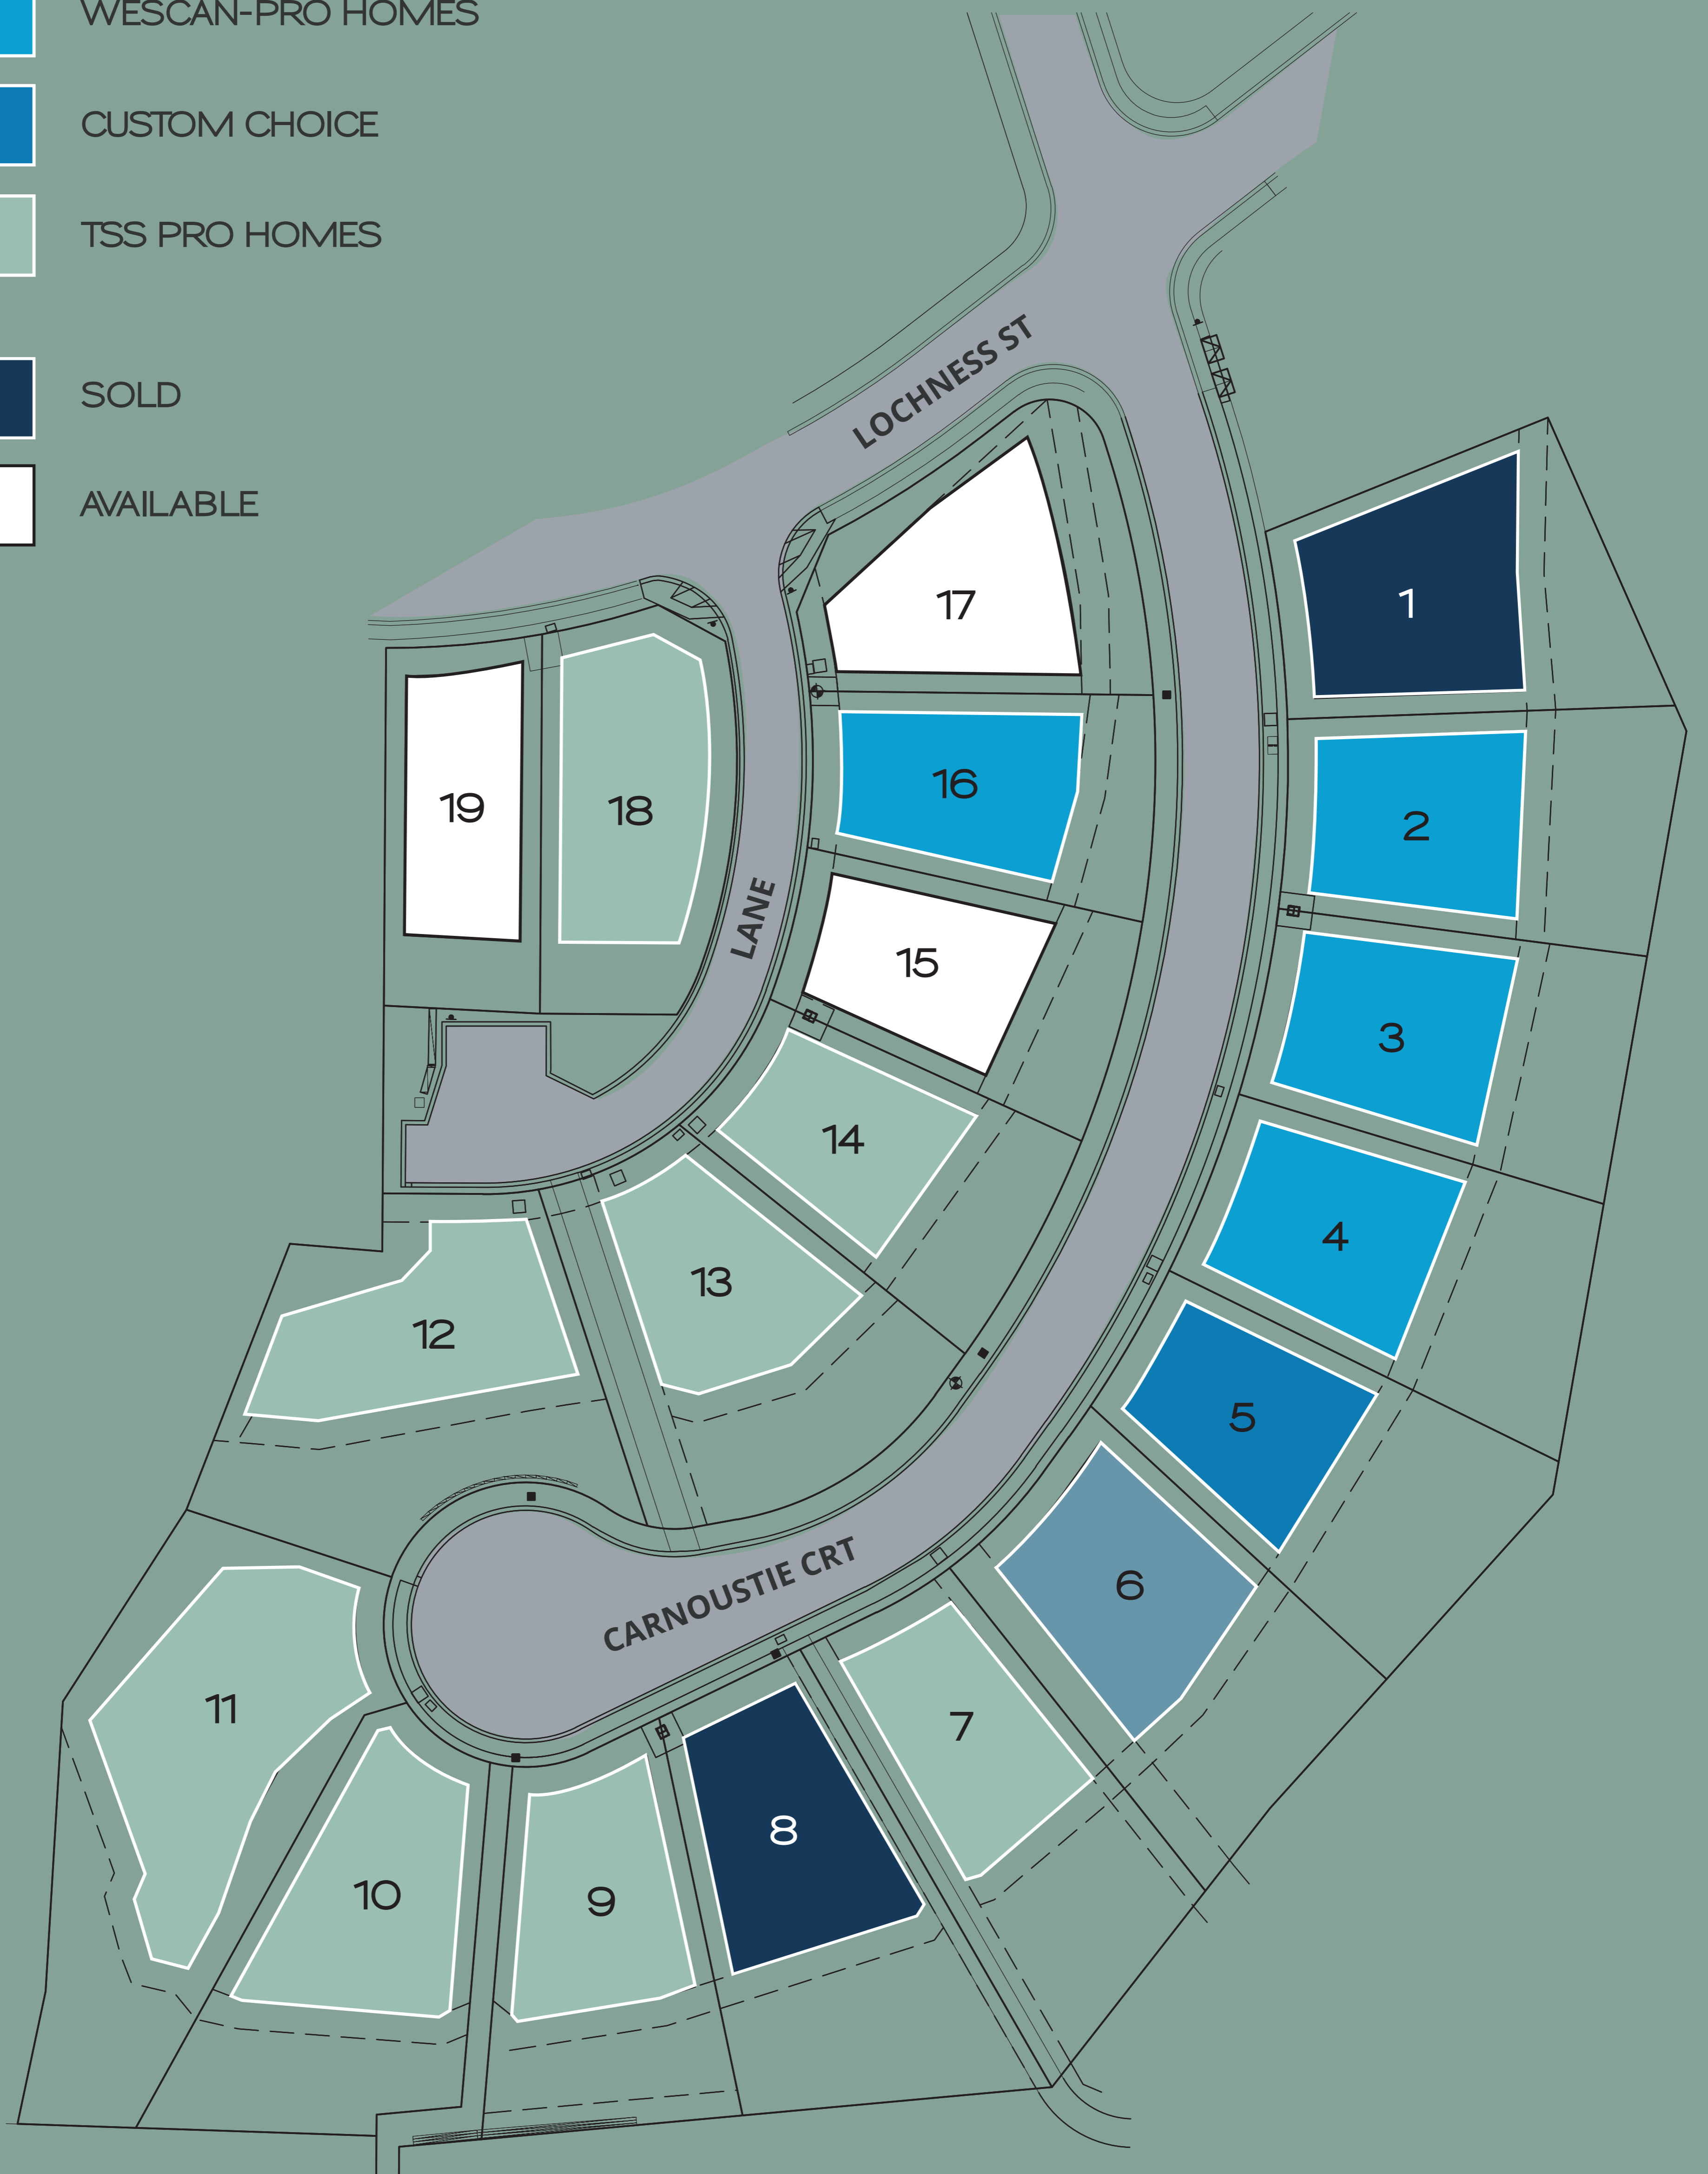 WESCAN-PRO HOMES
CUSTOM CHOICE
TSS PRO HOMES
SOLD
AVAILABLE
LOCHNESS ST
17
1
19
18
16
2
LANE
15
3
14
4
13
12
5
CARNOUSTIE CRT
6
11
7
8
10
9